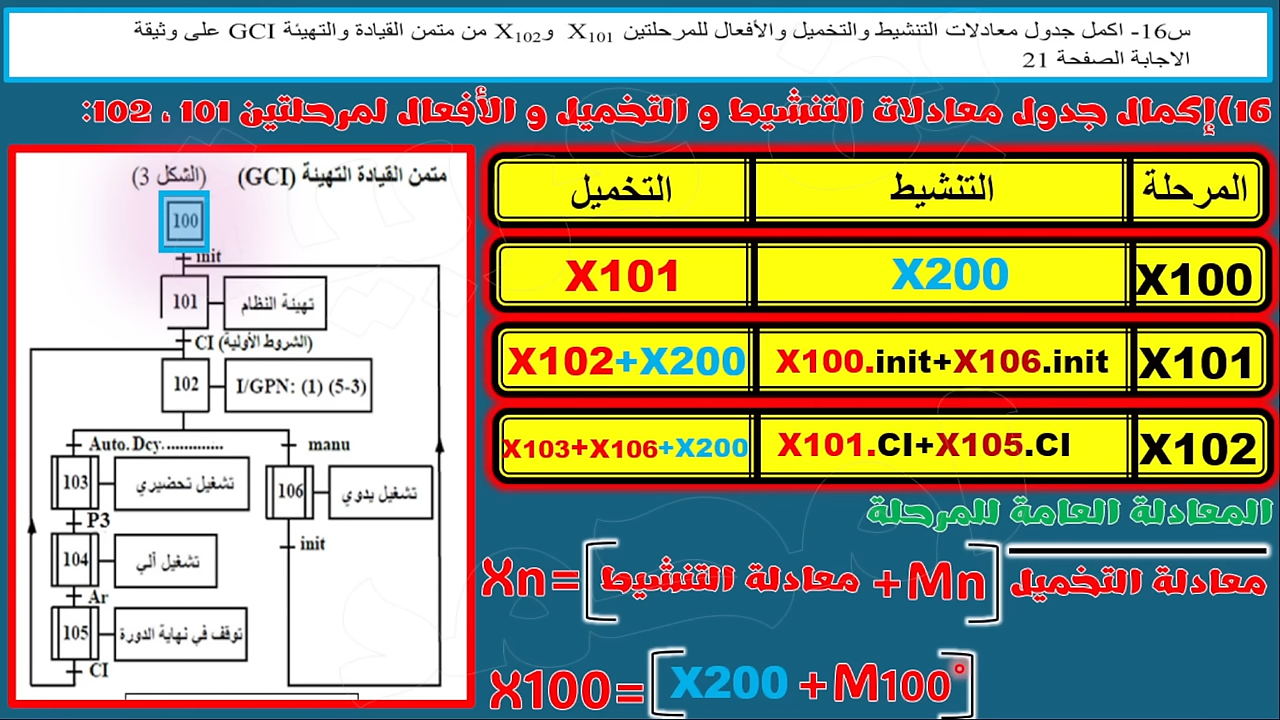 س16- اكمل جدول معادلات التنشيط والتخميل والأفعال للمرحلتين X101 وX102 من متمن القيادة والتهيئة GCI على وثيقة
الاجابة الصفحة 21
16)إكمال جدول معادلات التنشيط و التخميل و الأفعال لمرحلتين 101 ، 102:
المرحلة التنشيط التخميل
X100 X200 X101
X101 X100.init+X106.init X102+X200
X102 X101.CI+X105.CI X103+X106+X200
المعادلة العامة للمرحلة
Xn=[معادلة التنشيط +Mn] معادلة التخميل
X100=[X200 +M100°]
متمن القيادة التهيئة (GCI) (الشكل 3)
100
init
101 تهيئة النظام
CI (الشروط الأولية)
102 I/GPN: (1) (5-3)
Auto.Dcy............. manu
103 تشغيل تحضيري
106 تشغيل يدوي
P3
init
104 تشغيل ألي
Ar
105 توقف في نهاية الدورة
CI